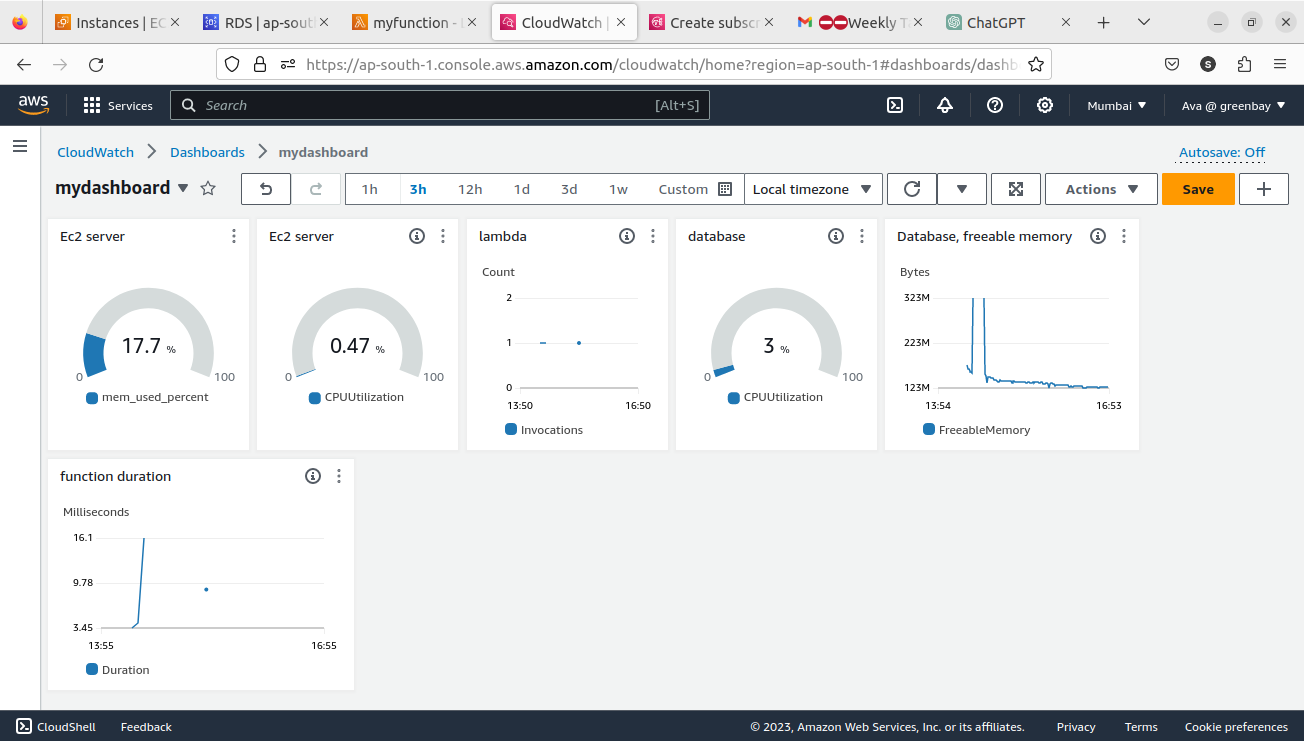 Instances | EC
RDS | ap-sout
myfunction -
CloudWatch |
Create subscr
Weekly T
ChatGPT
https://ap-south-1.console.aws.amazon.com/cloudwatch/home?region=ap-south-1#dashboards/dashb
S
aws
Services
Search
[Alt+S]
Mumbai
Ava @ greenbay
CloudWatch
Dashboards
mydashboard
Autosave: Off
mydashboard
1h
3h
12h
1d
3d
1w
Custom
Local timezone
Actions
Save
Ec2 server
17.7 %
0
100
mem_used_percent
Ec2 server
0.47 %
0
100
CPUUtilization
lambda
Count
2
1
0
13:50
16:50
Invocations
database
3 %
0
100
CPUUtilization
Database, freeable memory
Bytes
323M
223M
123M
13:54
16:53
FreeableMemory
function duration
Milliseconds
16.1
9.78
3.45
13:55
16:55
Duration
CloudShell
Feedback
© 2023, Amazon Web Services, Inc. or its affiliates.
Privacy
Terms
Cookie preferences